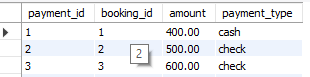 payment_id booking_id amount payment_type
1 1 400.00 cash
2 2 500.00 check
3 3 600.00 check
2